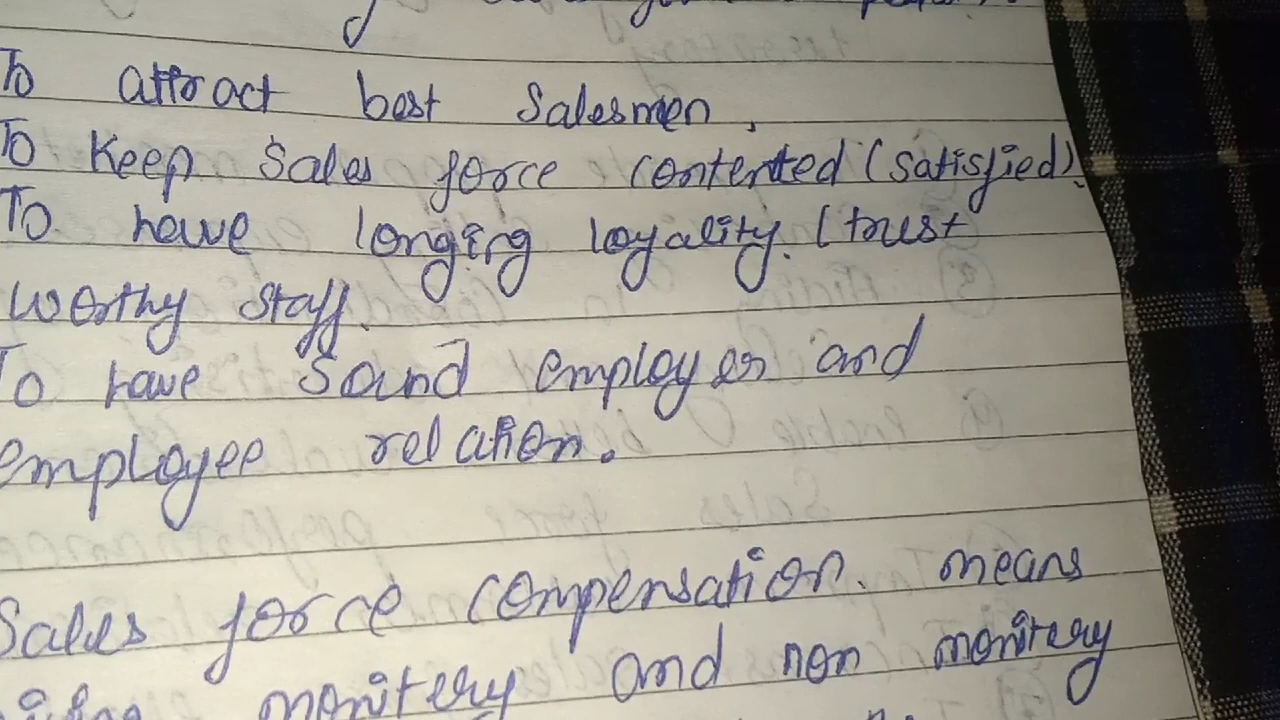 To attract best Salesmen.
To Keep Sales force contented (satisfied).
To have longing loyality. (trust
worthy staff.
To have Sound employer and
employee relation.
Sales force compensation. means
monitery and non monitery